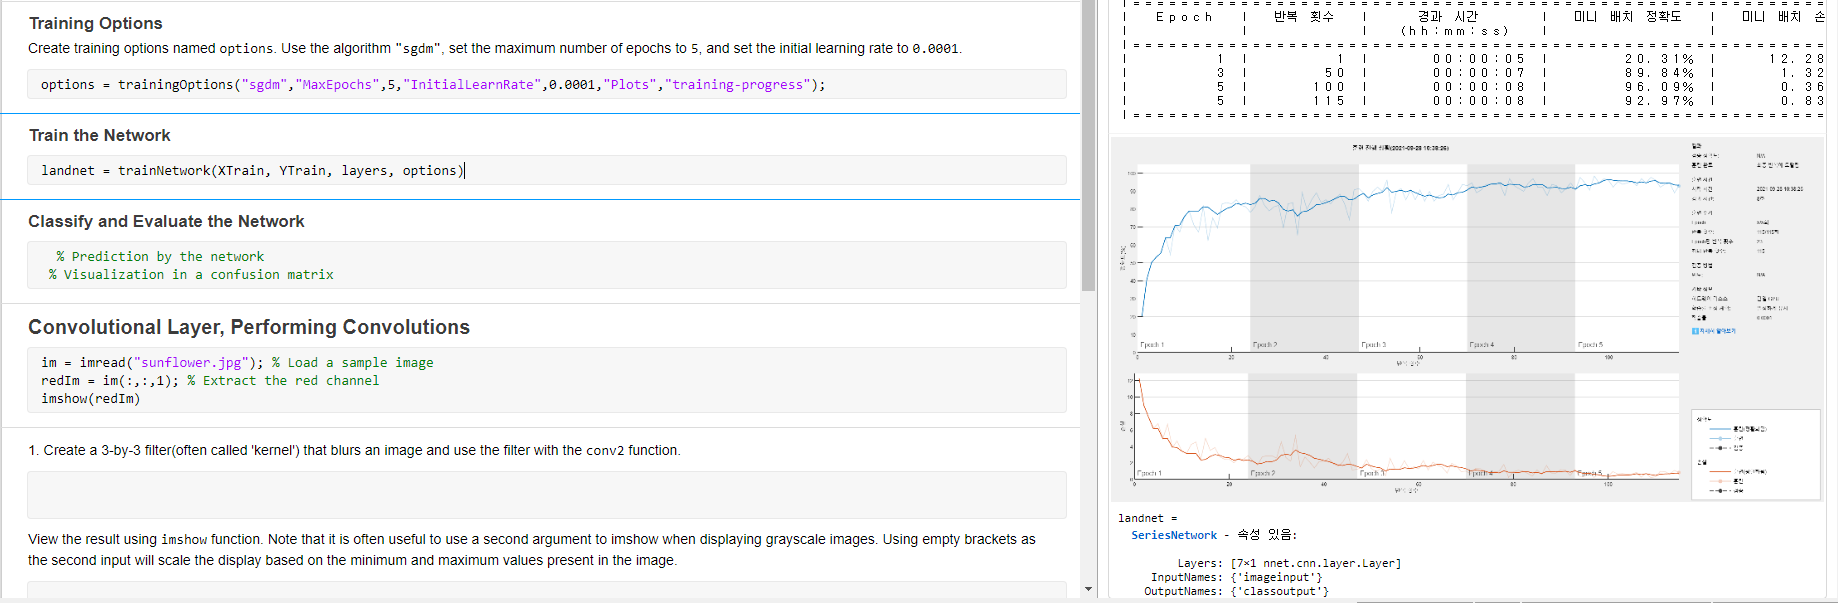 Training Options
Create training options named options. Use the algorithm "sgdm", set the maximum number of epochs to 5, and set the initial learning rate to 0.0001.
options = trainingOptions("sgdm","MaxEpochs",5,"InitialLearnRate",0.0001,"Plots","training-progress");
Train the Network
landnet = trainNetwork(XTrain, YTrain, layers, options)
Classify and Evaluate the Network
% Prediction by the network
% Visualization in a confusion matrix
Convolutional Layer, Performing Convolutions
im = imread("sunflower.jpg"); % Load a sample image
redIm = im(:,:,1); % Extract the red channel
imshow(redIm)
1. Create a 3-by-3 filter(often called 'kernel') that blurs an image and use the filter with the conv2 function.
View the result using imshow function. Note that it is often useful to use a second argument to imshow when displaying grayscale images. Using empty brackets as
the second input will scale the display based on the minimum and maximum values present in the image.
| Epoch | 반복 횟수 | 경과 시간 | 미니 배치 정확도 | 미니 배치 손
| | | (hh:mm:ss) | |
| 1 | 1 | 00:00:05 | 20.31% | 12.28
| 3 | 50 | 00:00:07 | 89.84% | 1.32
| 5 | 100 | 00:00:08 | 96.09% | 0.36
| 5 | 115 | 00:00:08 | 92.97% | 0.83
Epoch 1 Epoch 2 Epoch 3 Epoch 4 Epoch 5
20 40 60 80 100
Epoch 1 Epoch 2 Epoch 3 Epoch 4 Epoch 5
0 20 40 60 80 100
landnet =
SeriesNetwork - 속성 있음:
Layers: [7×1 nnet.cnn.layer.Layer]
InputNames: {'imageinput'}
OutputNames: {'classoutput'}